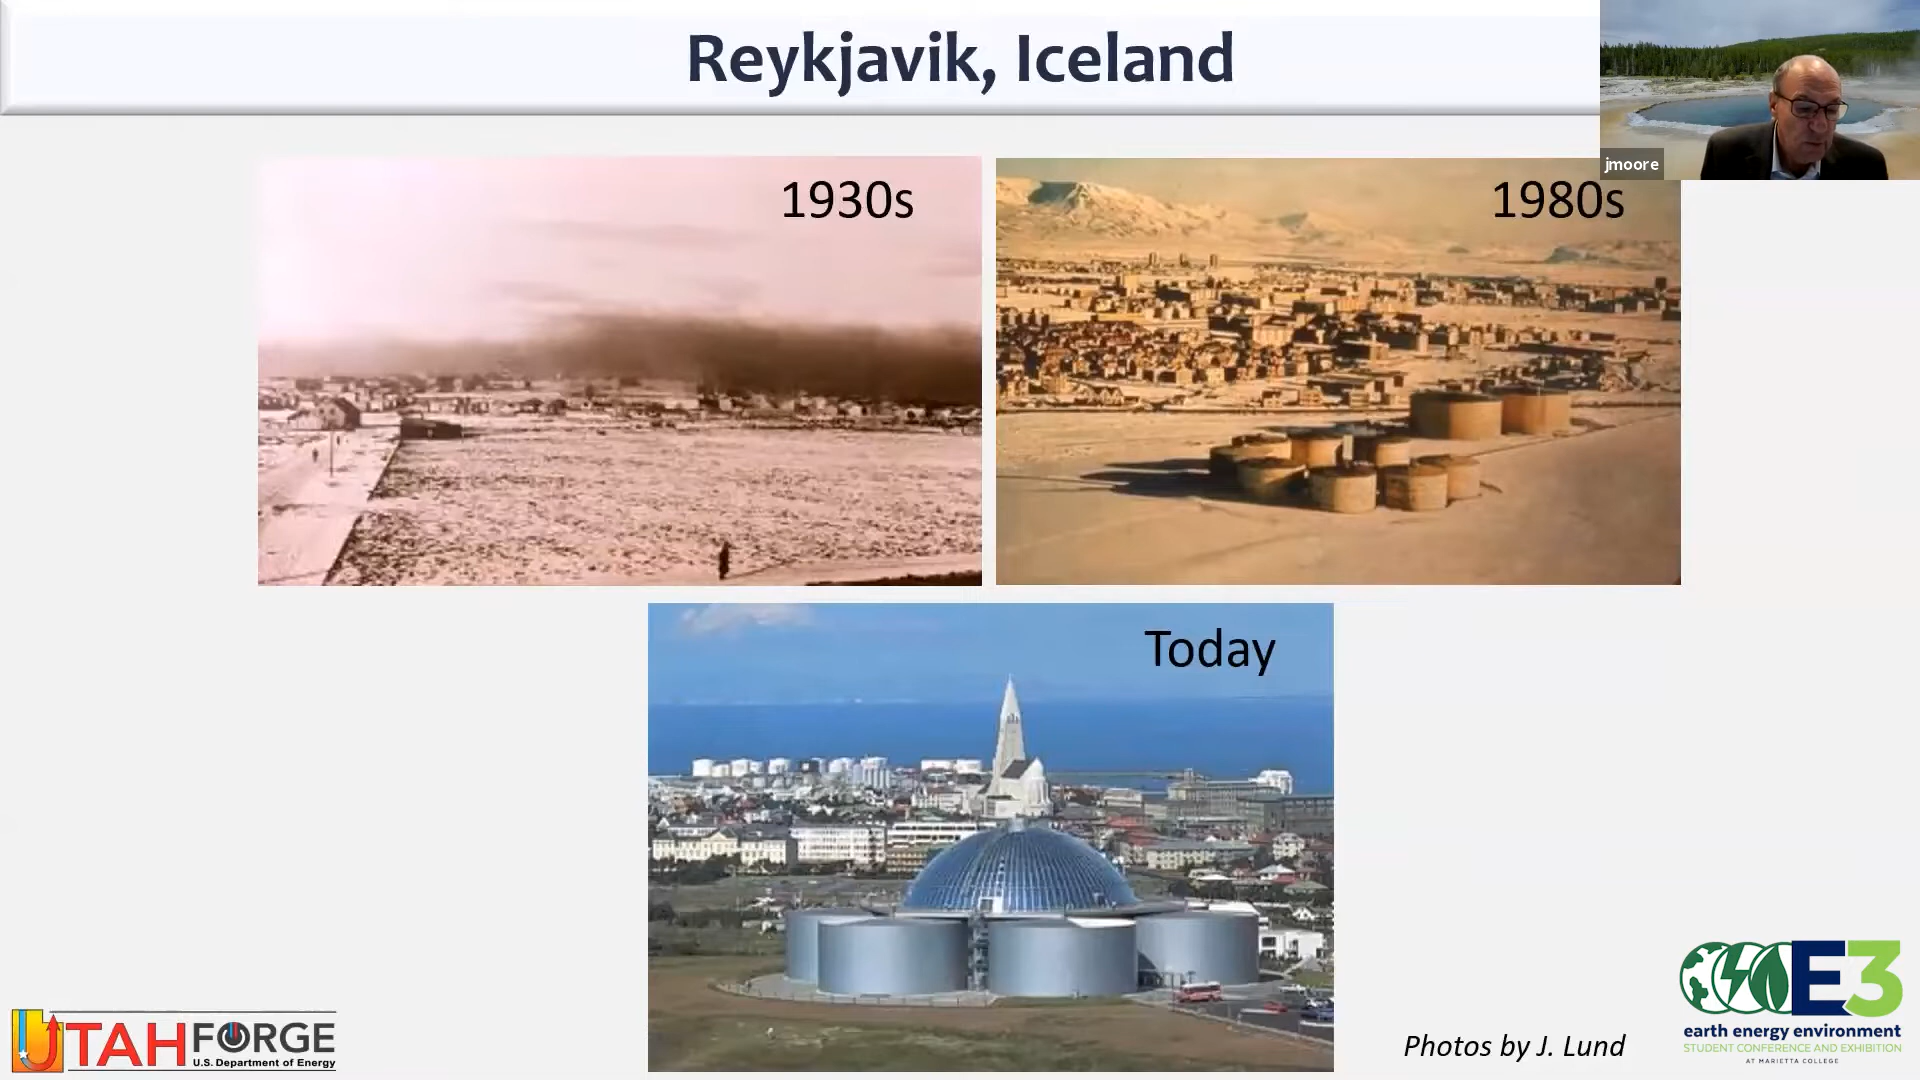 Reykjavik, Iceland
jmoore
1930s
1980s
Today
UTAH FORGE
U.S. Department of Energy
Photos by J. Lund
E3
earth energy environment
STUDENT CONFERENCE AND EXHIBITION
AT MARIETTA COLLEGE